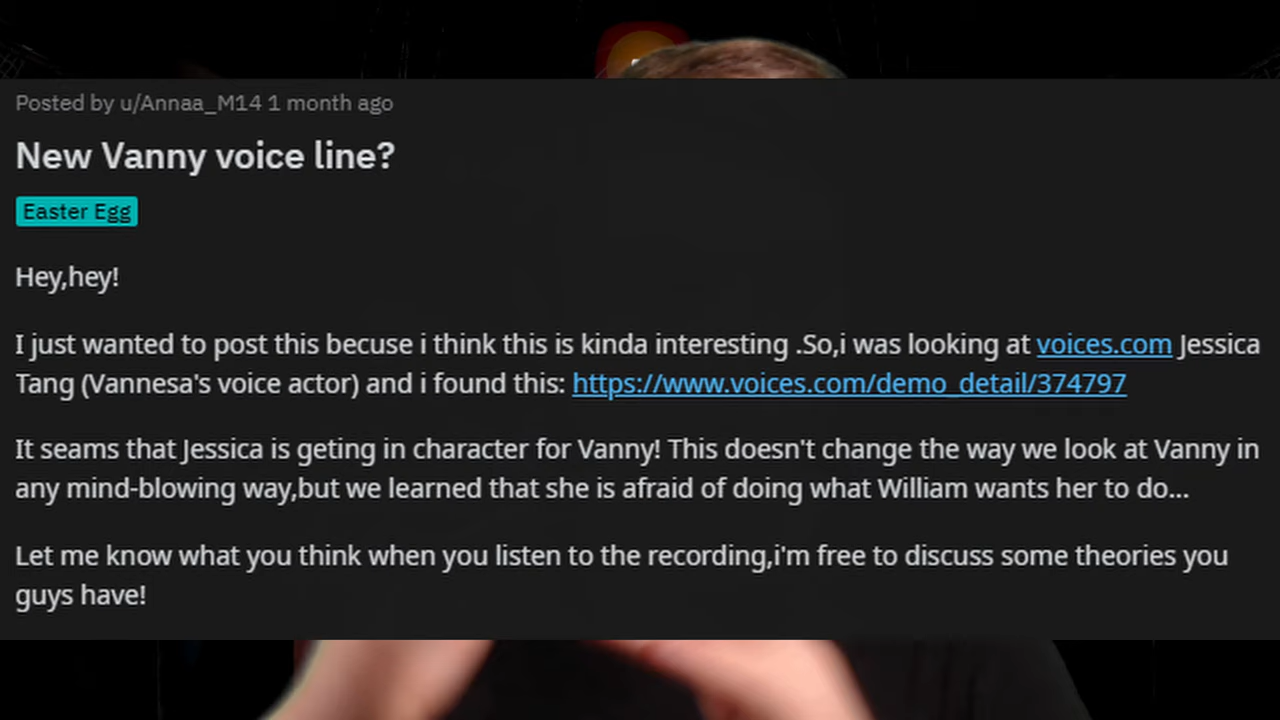 Posted by u/Annaa_M14 1 month ago
New Vanny voice line?
Easter Egg
Hey,hey!
I just wanted to post this becuse i think this is kinda interesting .So,i was looking at voices.com Jessica
Tang (Vannesa's voice actor) and i found this: https://www.voices.com/demo_detail/374797
It seams that Jessica is geting in character for Vanny! This doesn't change the way we look at Vanny in
any mind-blowing way,but we learned that she is afraid of doing what William wants her to do...
Let me know what you think when you listen to the recording,i'm free to discuss some theories you
guys have!